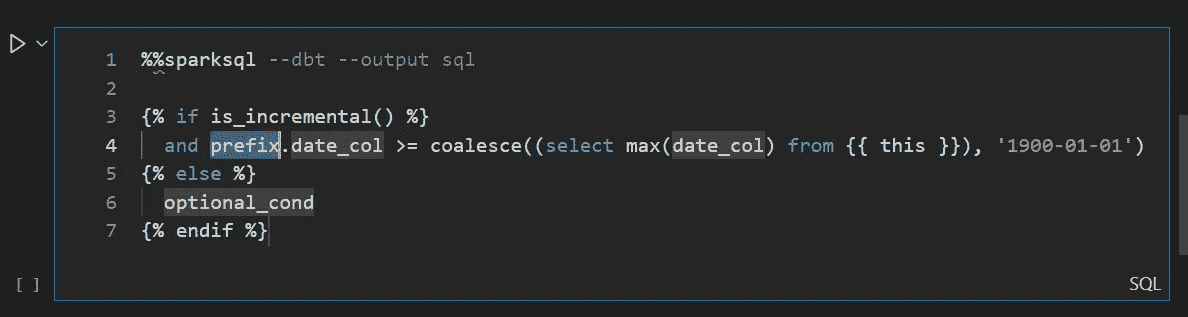 1 %%sparksql --dbt --output sql
2
3 {% if is_incremental() %}
4 and prefix.date_col >= coalesce((select max(date_col) from {{ this }}), '1900-01-01')
5 {% else %}
6 optional_cond
7 {% endif %}
[ ]
SQL